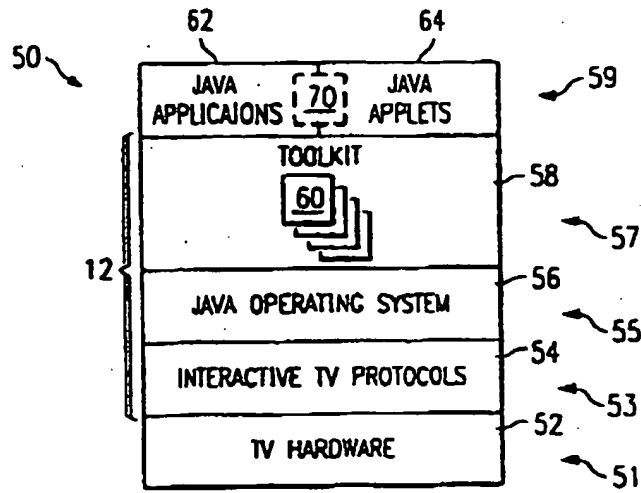 62 64
50
JAVA APPLICAIONS
70
JAVA APPLETS
59
TOOLKIT
60
58
57
12
56
JAVA OPERATING SYSTEM
55
54
INTERACTIVE TV PROTOCOLS
53
52
TV HARDWARE
51